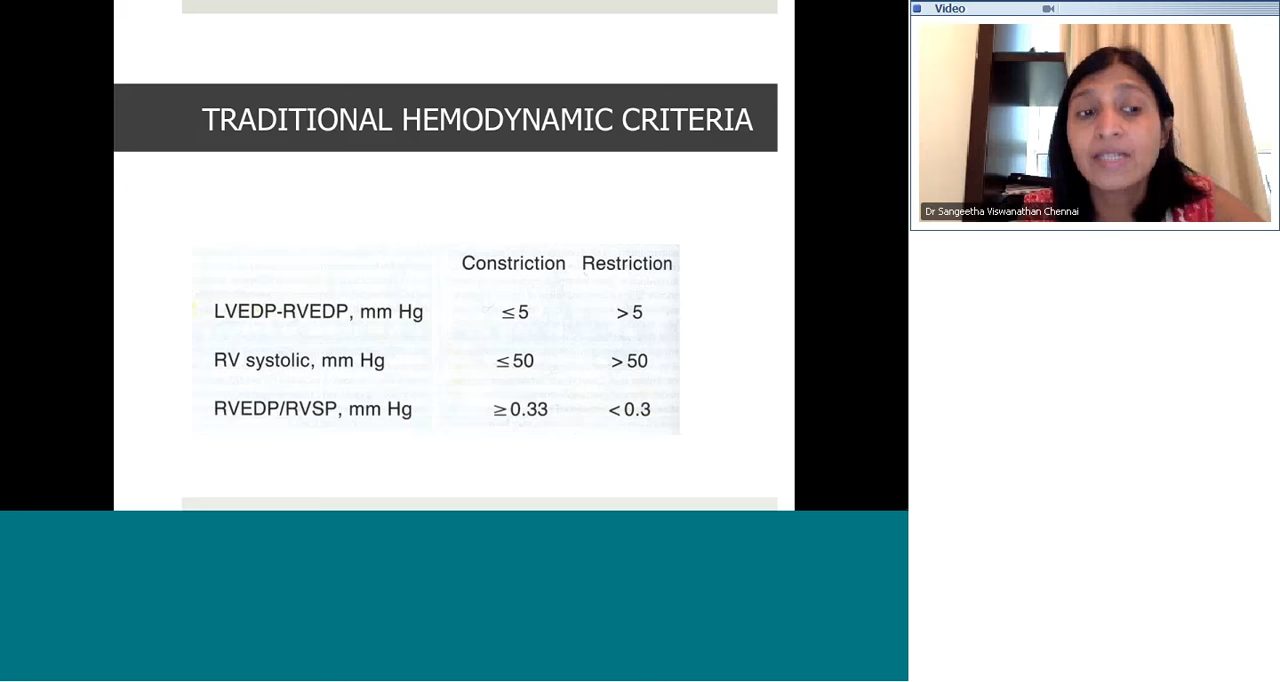 TRADITIONAL HEMODYNAMIC CRITERIA
Constriction Restriction
LVEDP-RVEDP, mm Hg ≤5 >5
RV systolic, mm Hg ≤50 >50
RVEDP/RVSP, mm Hg ≥0.33 <0.3
Video
Dr Sangeetha Viswanathan Chennai